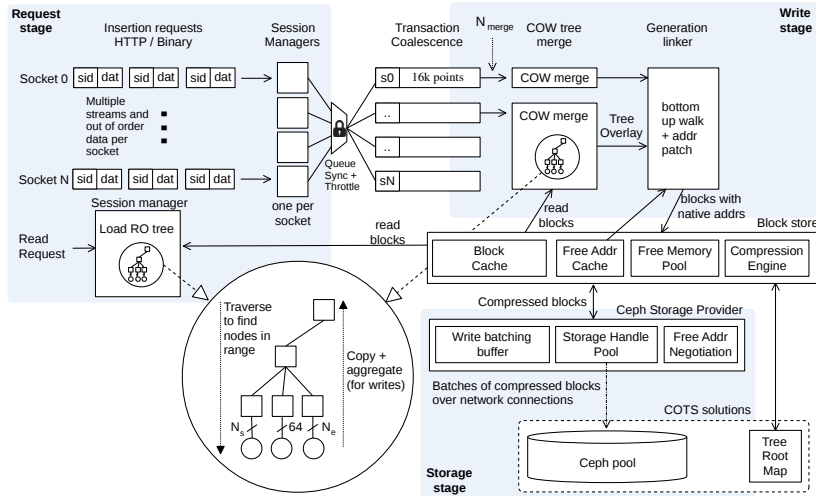 Request
stage
Insertion requests
HTTP / Binary
Session
Managers
Transaction
Coalescence
N merge
COW tree
merge
Generation
linker
Write
stage
Socket 0
sid dat sid dat sid dat
s0 16k points
COW merge
Multiple
streams and
out of order
data per
socket
..
COW merge
Tree
Overlay
bottom
up walk
+ addr
patch
..
Queue
Sync +
Throttle
Socket N
sid dat sid dat sid dat
sN
one per
socket
Session manager
Load RO tree
Read
Request
read
blocks
read
blocks
blocks with
native addrs
Block store
Block
Cache
Free Addr
Cache
Free Memory
Pool
Compression
Engine
Traverse
to find
nodes in
range
Copy +
aggregate
(for writes)
Ns 64 Ne
Compressed blocks
Ceph Storage Provider
Write batching
buffer
Storage Handle
Pool
Free Addr
Negotiation
Batches of compressed blocks
over network connections
COTS solutions
Ceph pool
Tree
Root
Map
Storage
stage